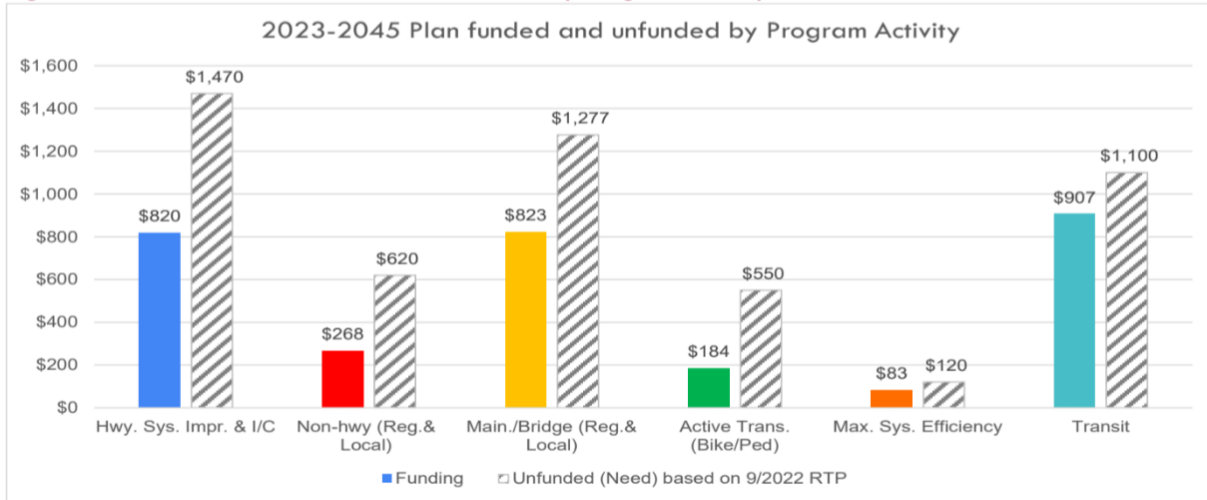 2023-2045 Plan funded and unfunded by Program Activity
$1,600
$1,400
$1,200
$1,000
$800
$600
$400
$200
$0
$820
$1,470
$268
$620
$823
$1,277
$184
$550
$83
$120
$907
$1,100
Hwy. Sys. Impr. & I/C
Non-hwy (Reg.&
Local)
Main./Bridge (Reg.&
Local)
Active Trans.
(Bike/Ped)
Max. Sys. Efficiency
Transit
Funding
Unfunded (Need) based on 9/2022 RTP